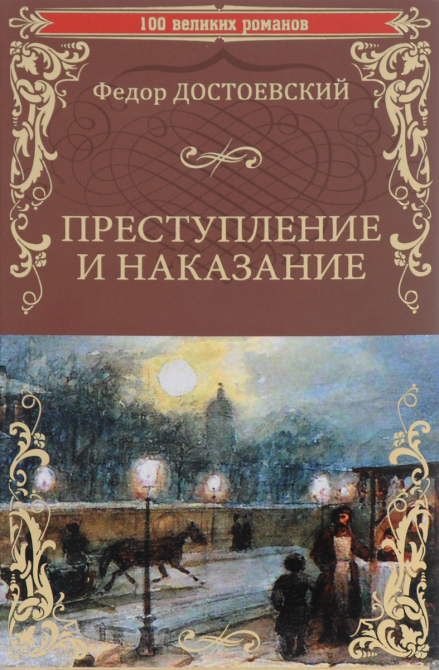 100 великих романов
Федор ДОСТОЕВСКИЙ
ПРЕСТУПЛЕНИЕ
И НАКАЗАНИЕ